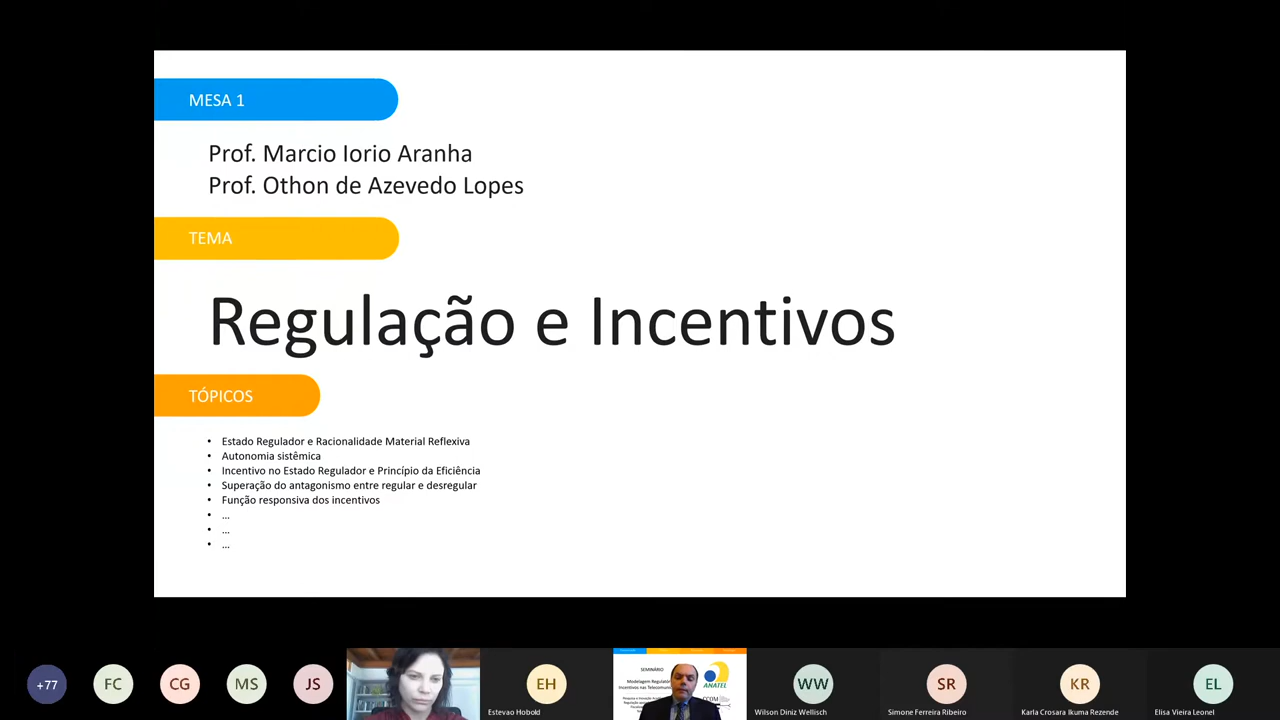 MESA 1
Prof. Marcio Iorio Aranha
Prof. Othon de Azevedo Lopes
TEMA
Regulação e Incentivos
TÓPICOS
• Estado Regulador e Racionalidade Material Reflexiva
• Autonomia sistêmica
• Incentivo no Estado Regulador e Princípio da Eficiência
• Superação do antagonismo entre regular e desregular
• Função responsiva dos incentivos
• ...
• ...
• ...
+77
FC
CG
MS
JS
EH
Estevao Hobold
SEMINÁRIO
ANATEL
WW
Wilson Diniz Wellisch
SR
Simone Ferreira Ribeiro
KR
Karla Crosara Ikuma Rezende
EL
Elisa Vieira Leonel